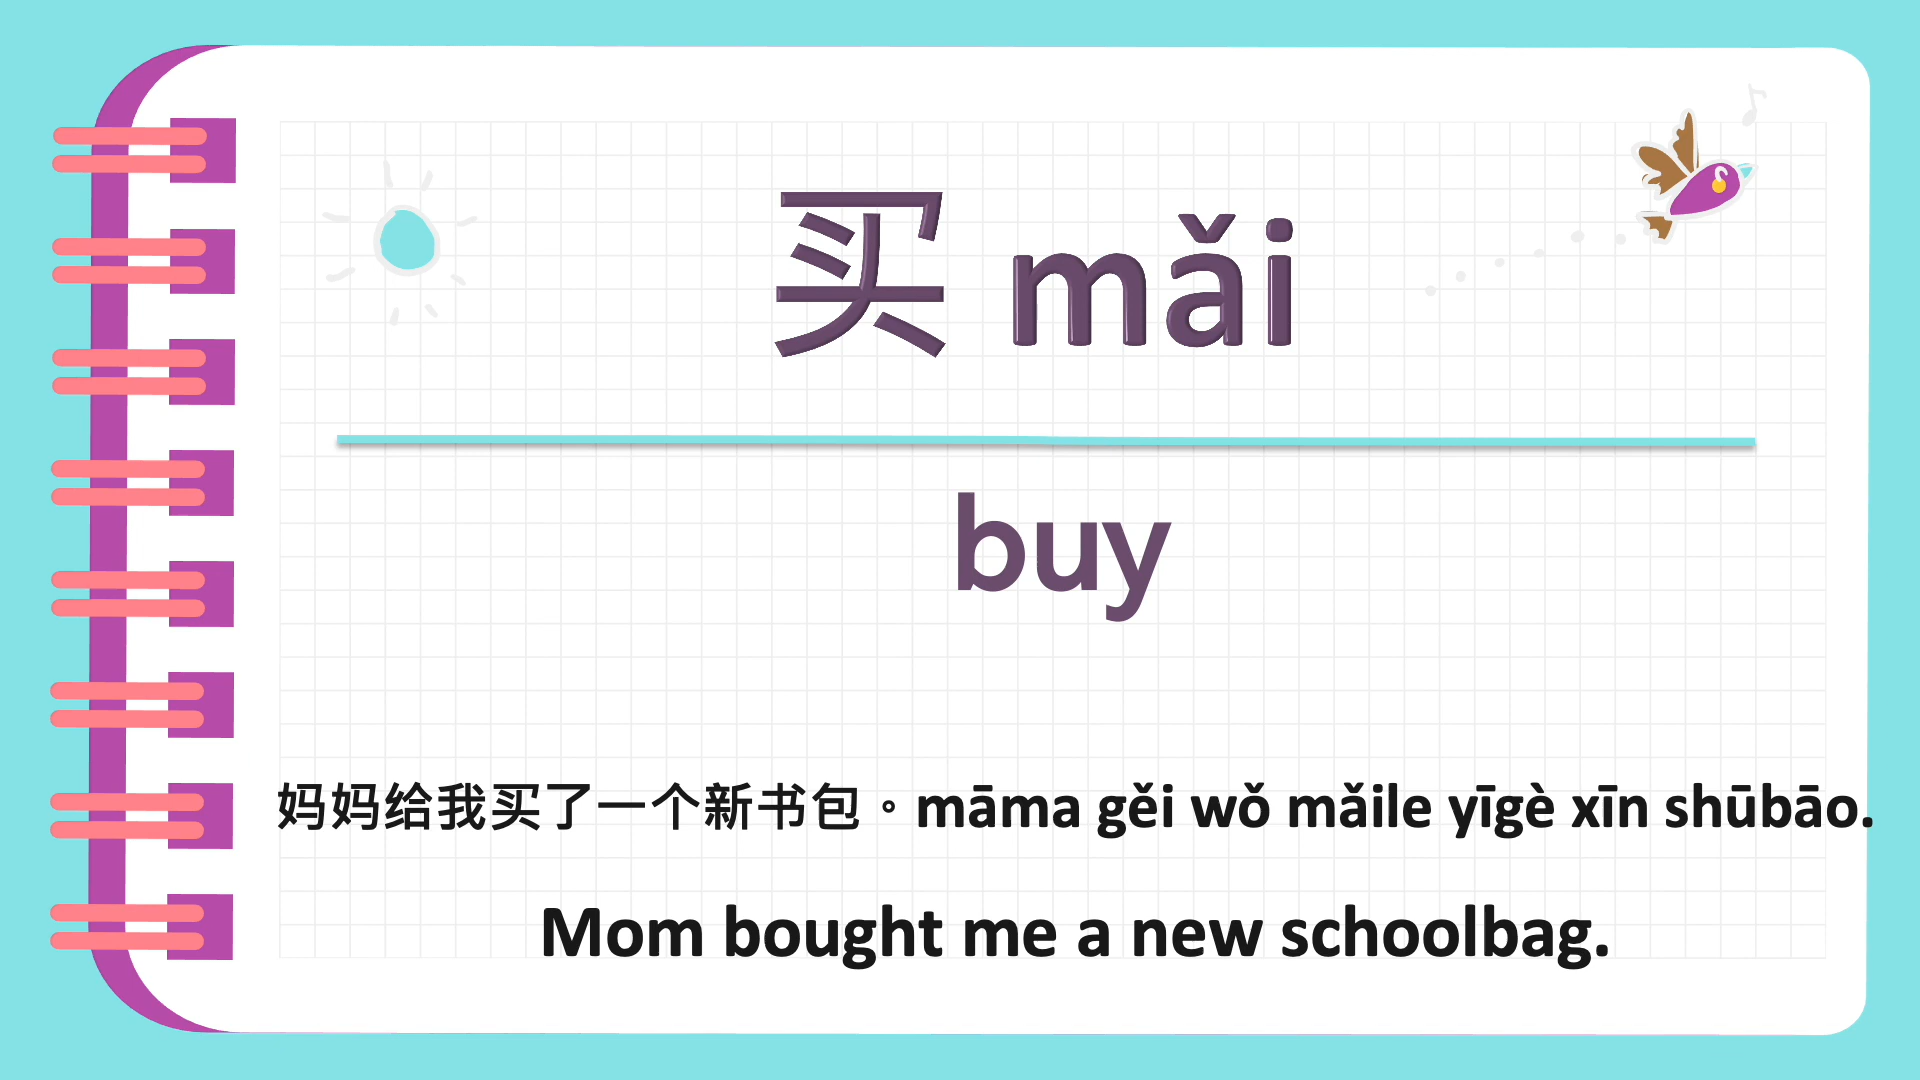 买 mǎi
buy
妈妈给我买了一个新书包。māma gěi wǒ mǎile yīgè xīn shūbāo.
Mom bought me a new schoolbag.